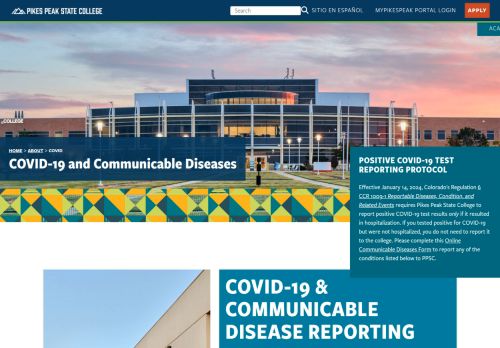 PIKES PEAK STATE COLLEGE
Search
SITIO EN ESPAÑOL
MYPIKESPEAK PORTAL LOGIN
APPLY
ACA
COLLEGE
HOME > ABOUT > COVID
COVID-19 and Communicable Diseases
POSITIVE COVID-19 TEST
REPORTING PROTOCOL
Effective January 14, 2024, Colorado's Regulation 6
CCR 1009-1 Reportable Diseases, Condition, and
Related Events requires Pikes Peak State College to
report positive COVID-19 test results only if it resulted
in hospitalization. If you tested positive for COVID-19
but were not hospitalized, you do not need to report it
to the college. Please complete this Online
Communicable Diseases Form to report any of the
conditions listed below to PPSC.
COVID-19 &
COMMUNICABLE
DISEASE REPORTING